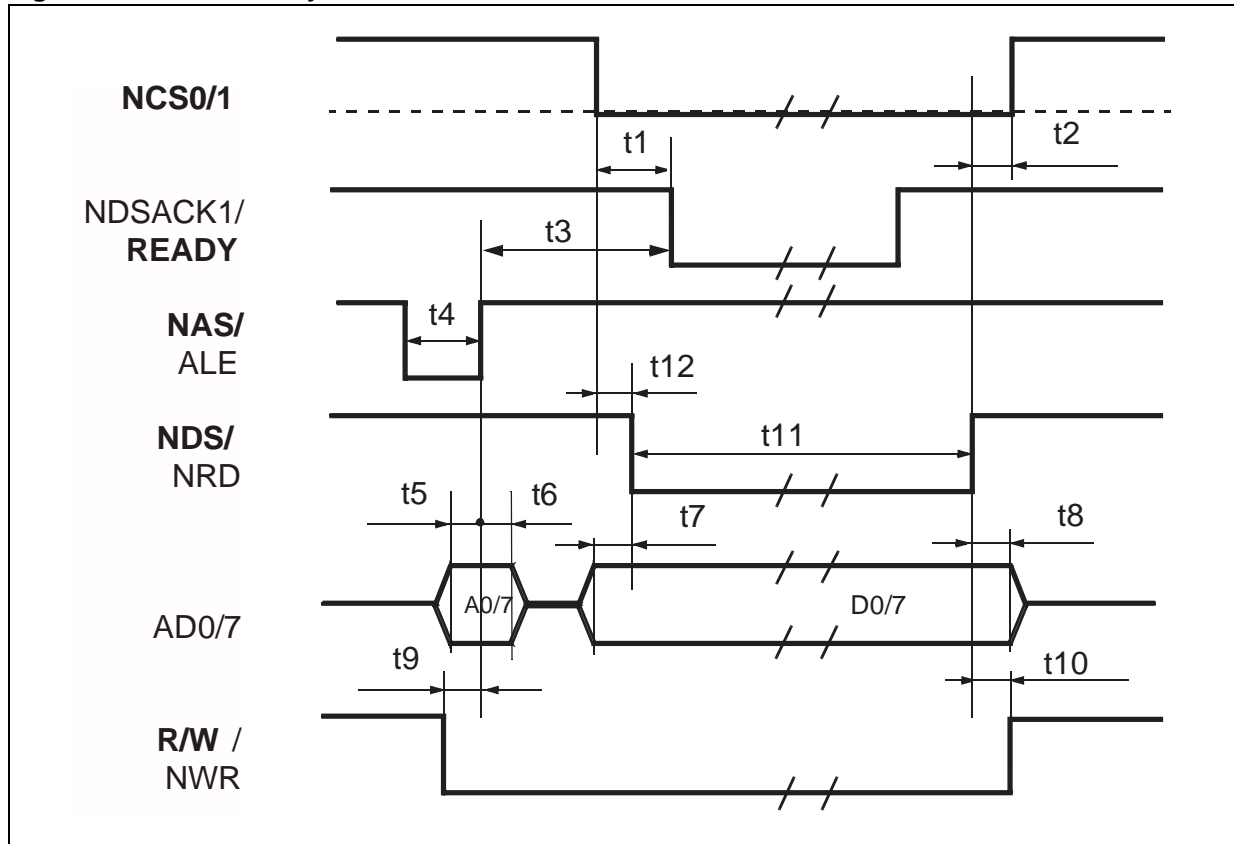 NCS0/1
t1
t2
NDSACK1/
READY
t3
NAS/
ALE
t4
t12
NDS/
NRD
t11
t5
t6
t7
t8
AD0/7
A0/7
D0/7
t9
t10
R/W /
NWR